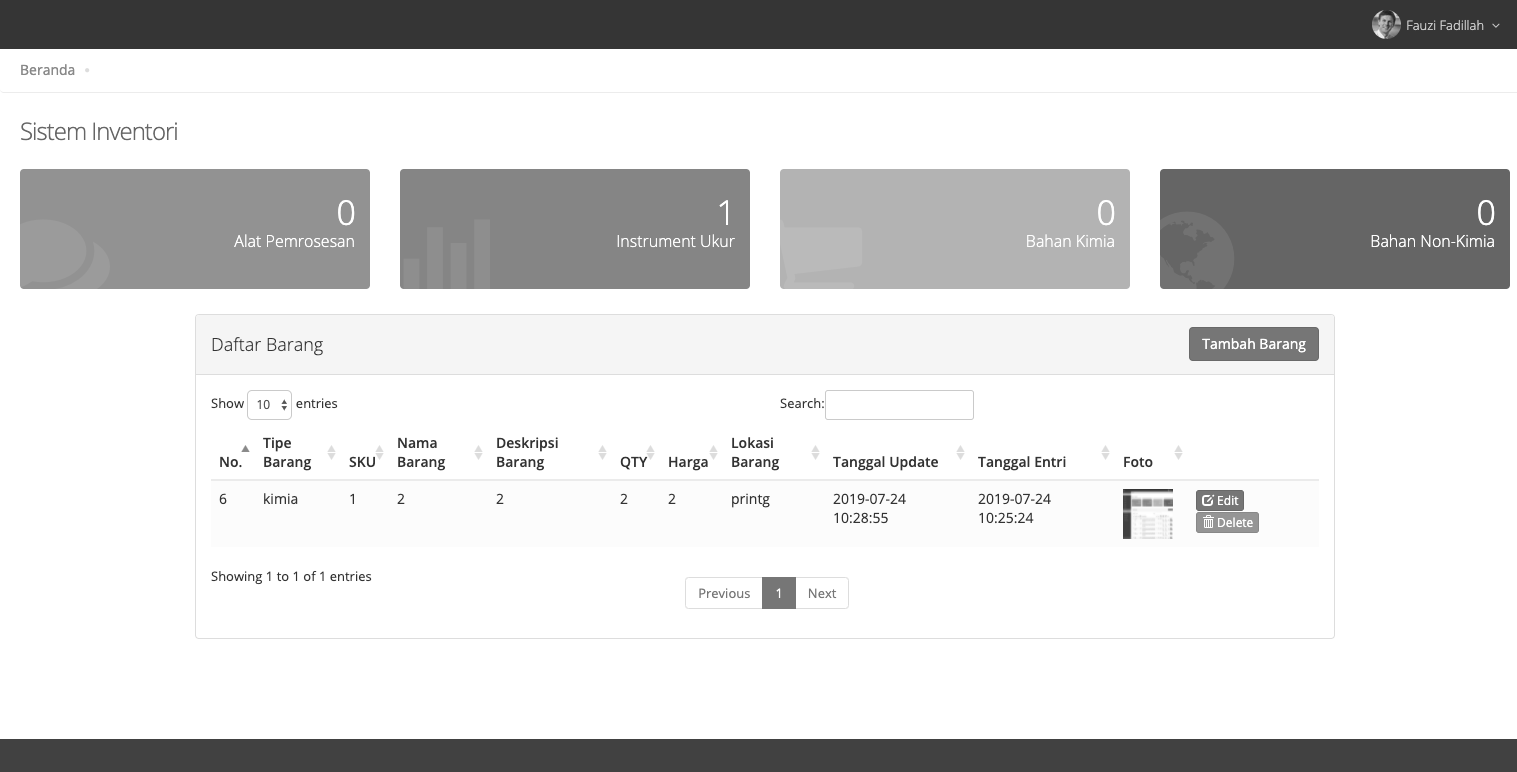 Fauzi Fadillah
Beranda
Sistem Inventori
0
Alat Pemrosesan
1
Instrument Ukur
0
Bahan Kimia
0
Bahan Non-Kimia
Daftar Barang
Tambah Barang
Show 10 entries
Search:
No. Tipe Barang SKU Nama Barang Deskripsi Barang QTY Harga Lokasi Barang Tanggal Update Tanggal Entri Foto
6 kimia 1 2 2 2 2 printg 2019-07-24 10:28:55 2019-07-24 10:25:24 Edit
Delete
Showing 1 to 1 of 1 entries
Previous 1 Next